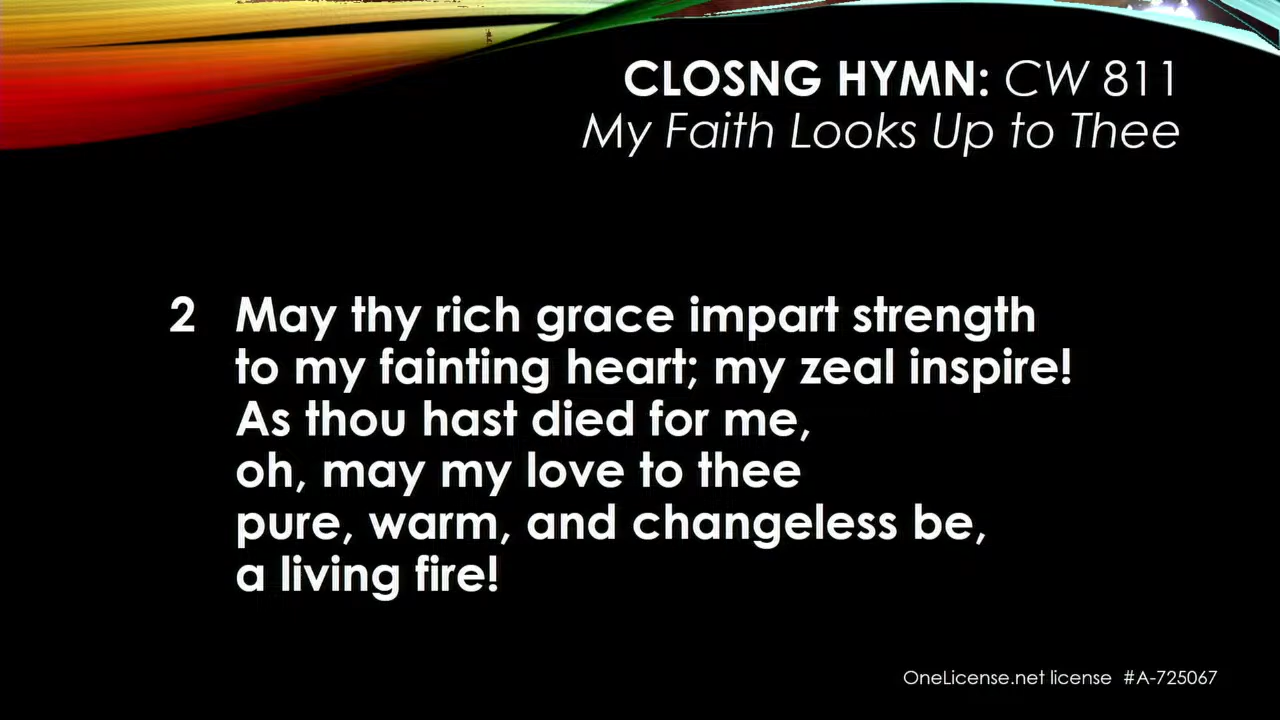 CLOSNG HYMN: CW 811
My Faith Looks Up to Thee
2 May thy rich grace impart strength
to my fainting heart; my zeal inspire!
As thou hast died for me,
oh, may my love to thee
pure, warm, and changeless be,
a living fire!
OneLicense.net license #A-725067